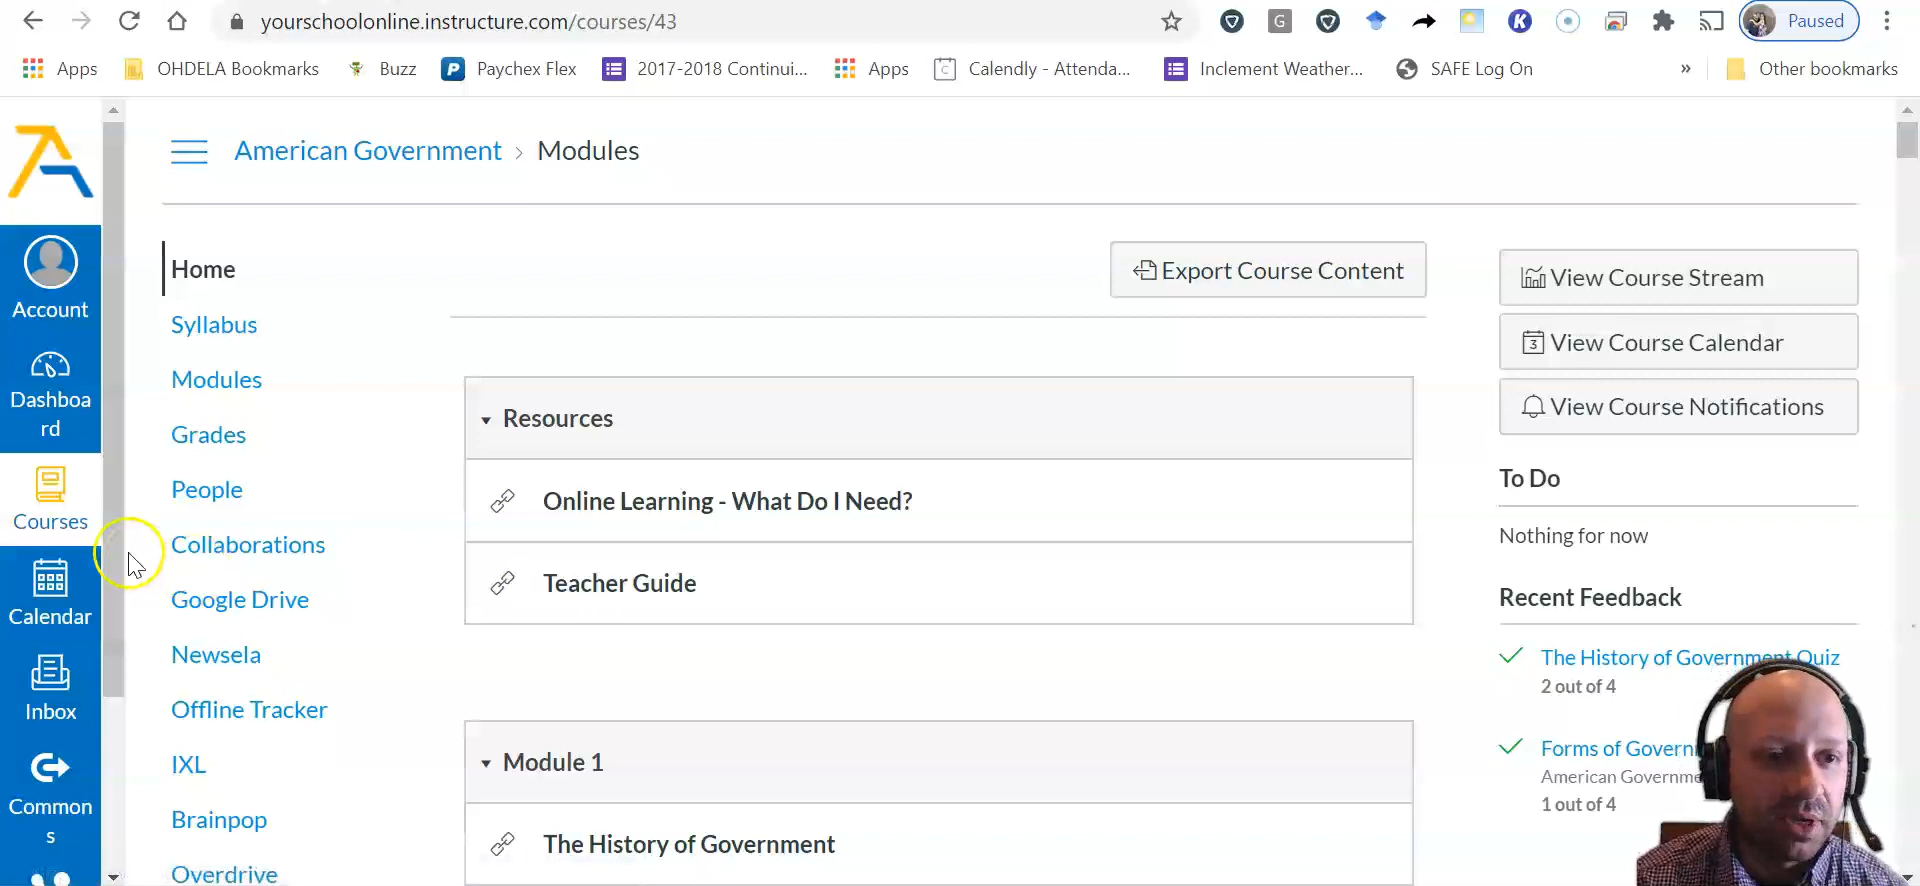 yourschoolonline.instructure.com/courses/43
G
K
Paused
Apps
OHDELA Bookmarks
Buzz
P
Paychex Flex
2017-2018 Continui...
Apps
Calendly - Attenda...
Inclement Weather...
SAFE Log On
»
Other bookmarks
American Government › Modules
Account
Dashboa
rd
Courses
Calendar
Inbox
Common
s
Home
Syllabus
Modules
Grades
People
Collaborations
Google Drive
Newsela
Offline Tracker
IXL
Brainpop
Overdrive
Export Course Content
Resources
Online Learning - What Do I Need?
Teacher Guide
Module 1
The History of Government
View Course Stream
3 View Course Calendar
View Course Notifications
To Do
Nothing for now
Recent Feedback
The History of Government Quiz
2 out of 4
Forms of Govern
American Governme
1 out of 4